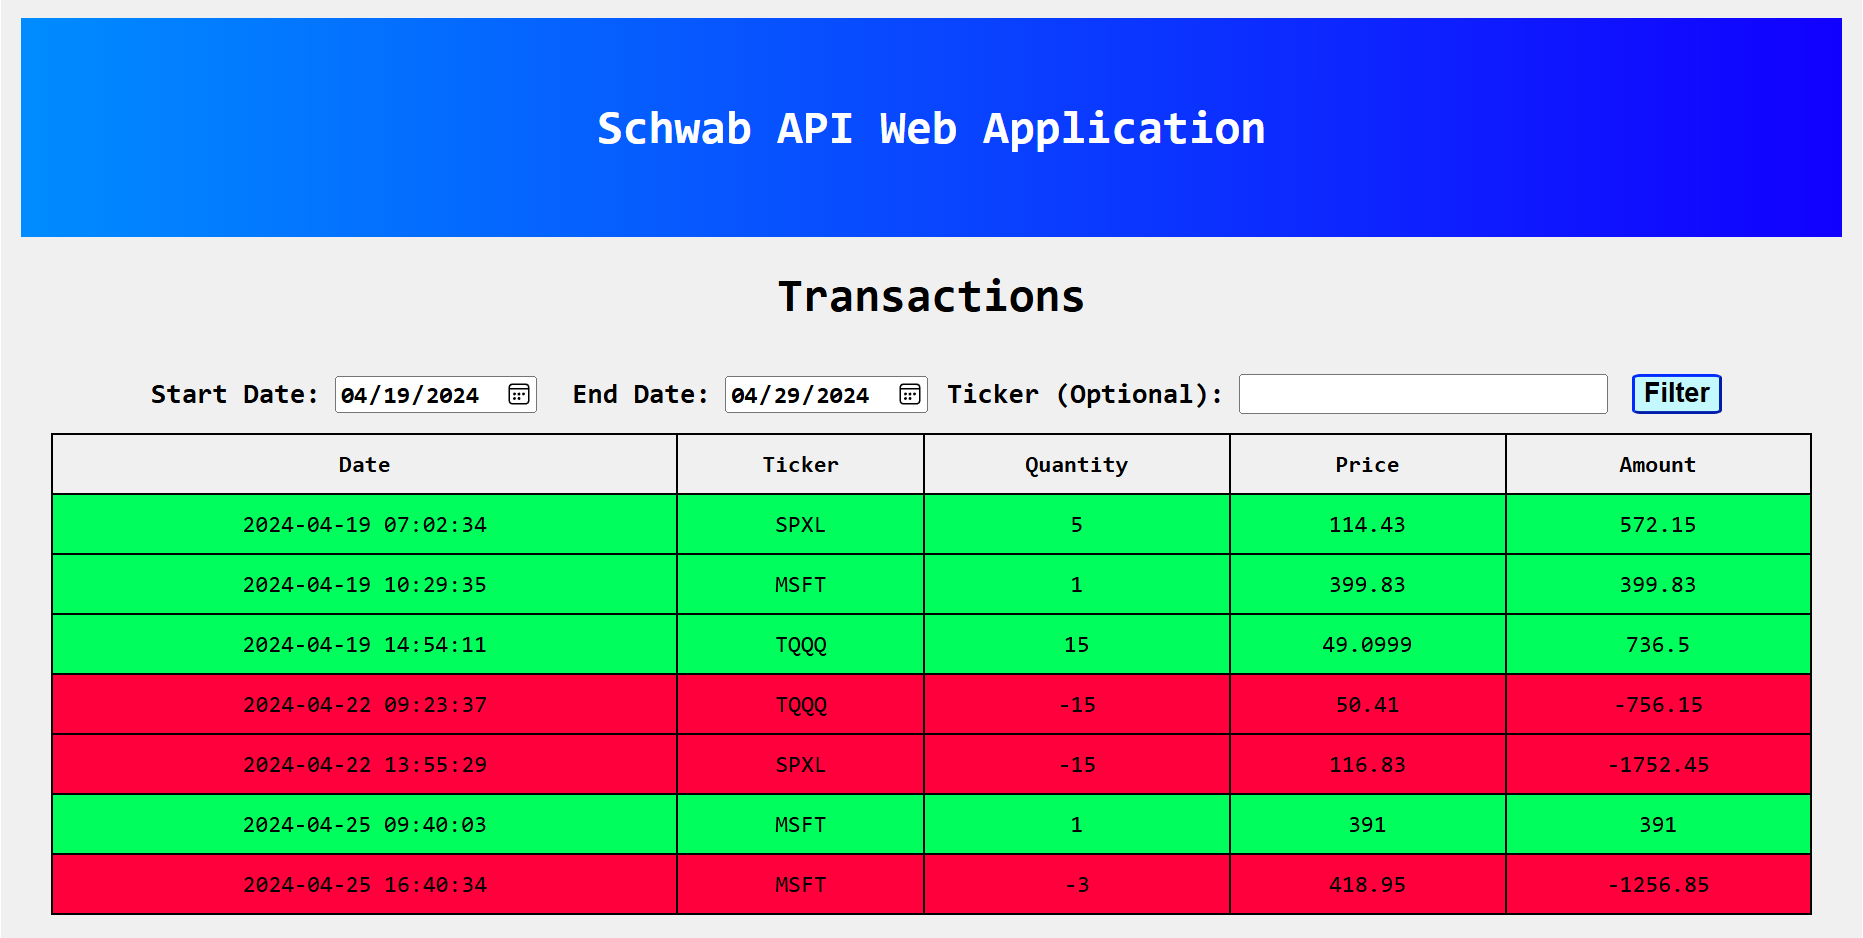 Schwab API Web Application
Transactions
Start Date: 04/19/2024 End Date: 04/29/2024 Ticker (Optional): Filter
Date Ticker Quantity Price Amount
2024-04-19 07:02:34 SPXL 5 114.43 572.15
2024-04-19 10:29:35 MSFT 1 399.83 399.83
2024-04-19 14:54:11 TQQQ 15 49.0999 736.5
2024-04-22 09:23:37 TQQQ -15 50.41 -756.15
2024-04-22 13:55:29 SPXL -15 116.83 -1752.45
2024-04-25 09:40:03 MSFT 1 391 391
2024-04-25 16:40:34 MSFT -3 418.95 -1256.85